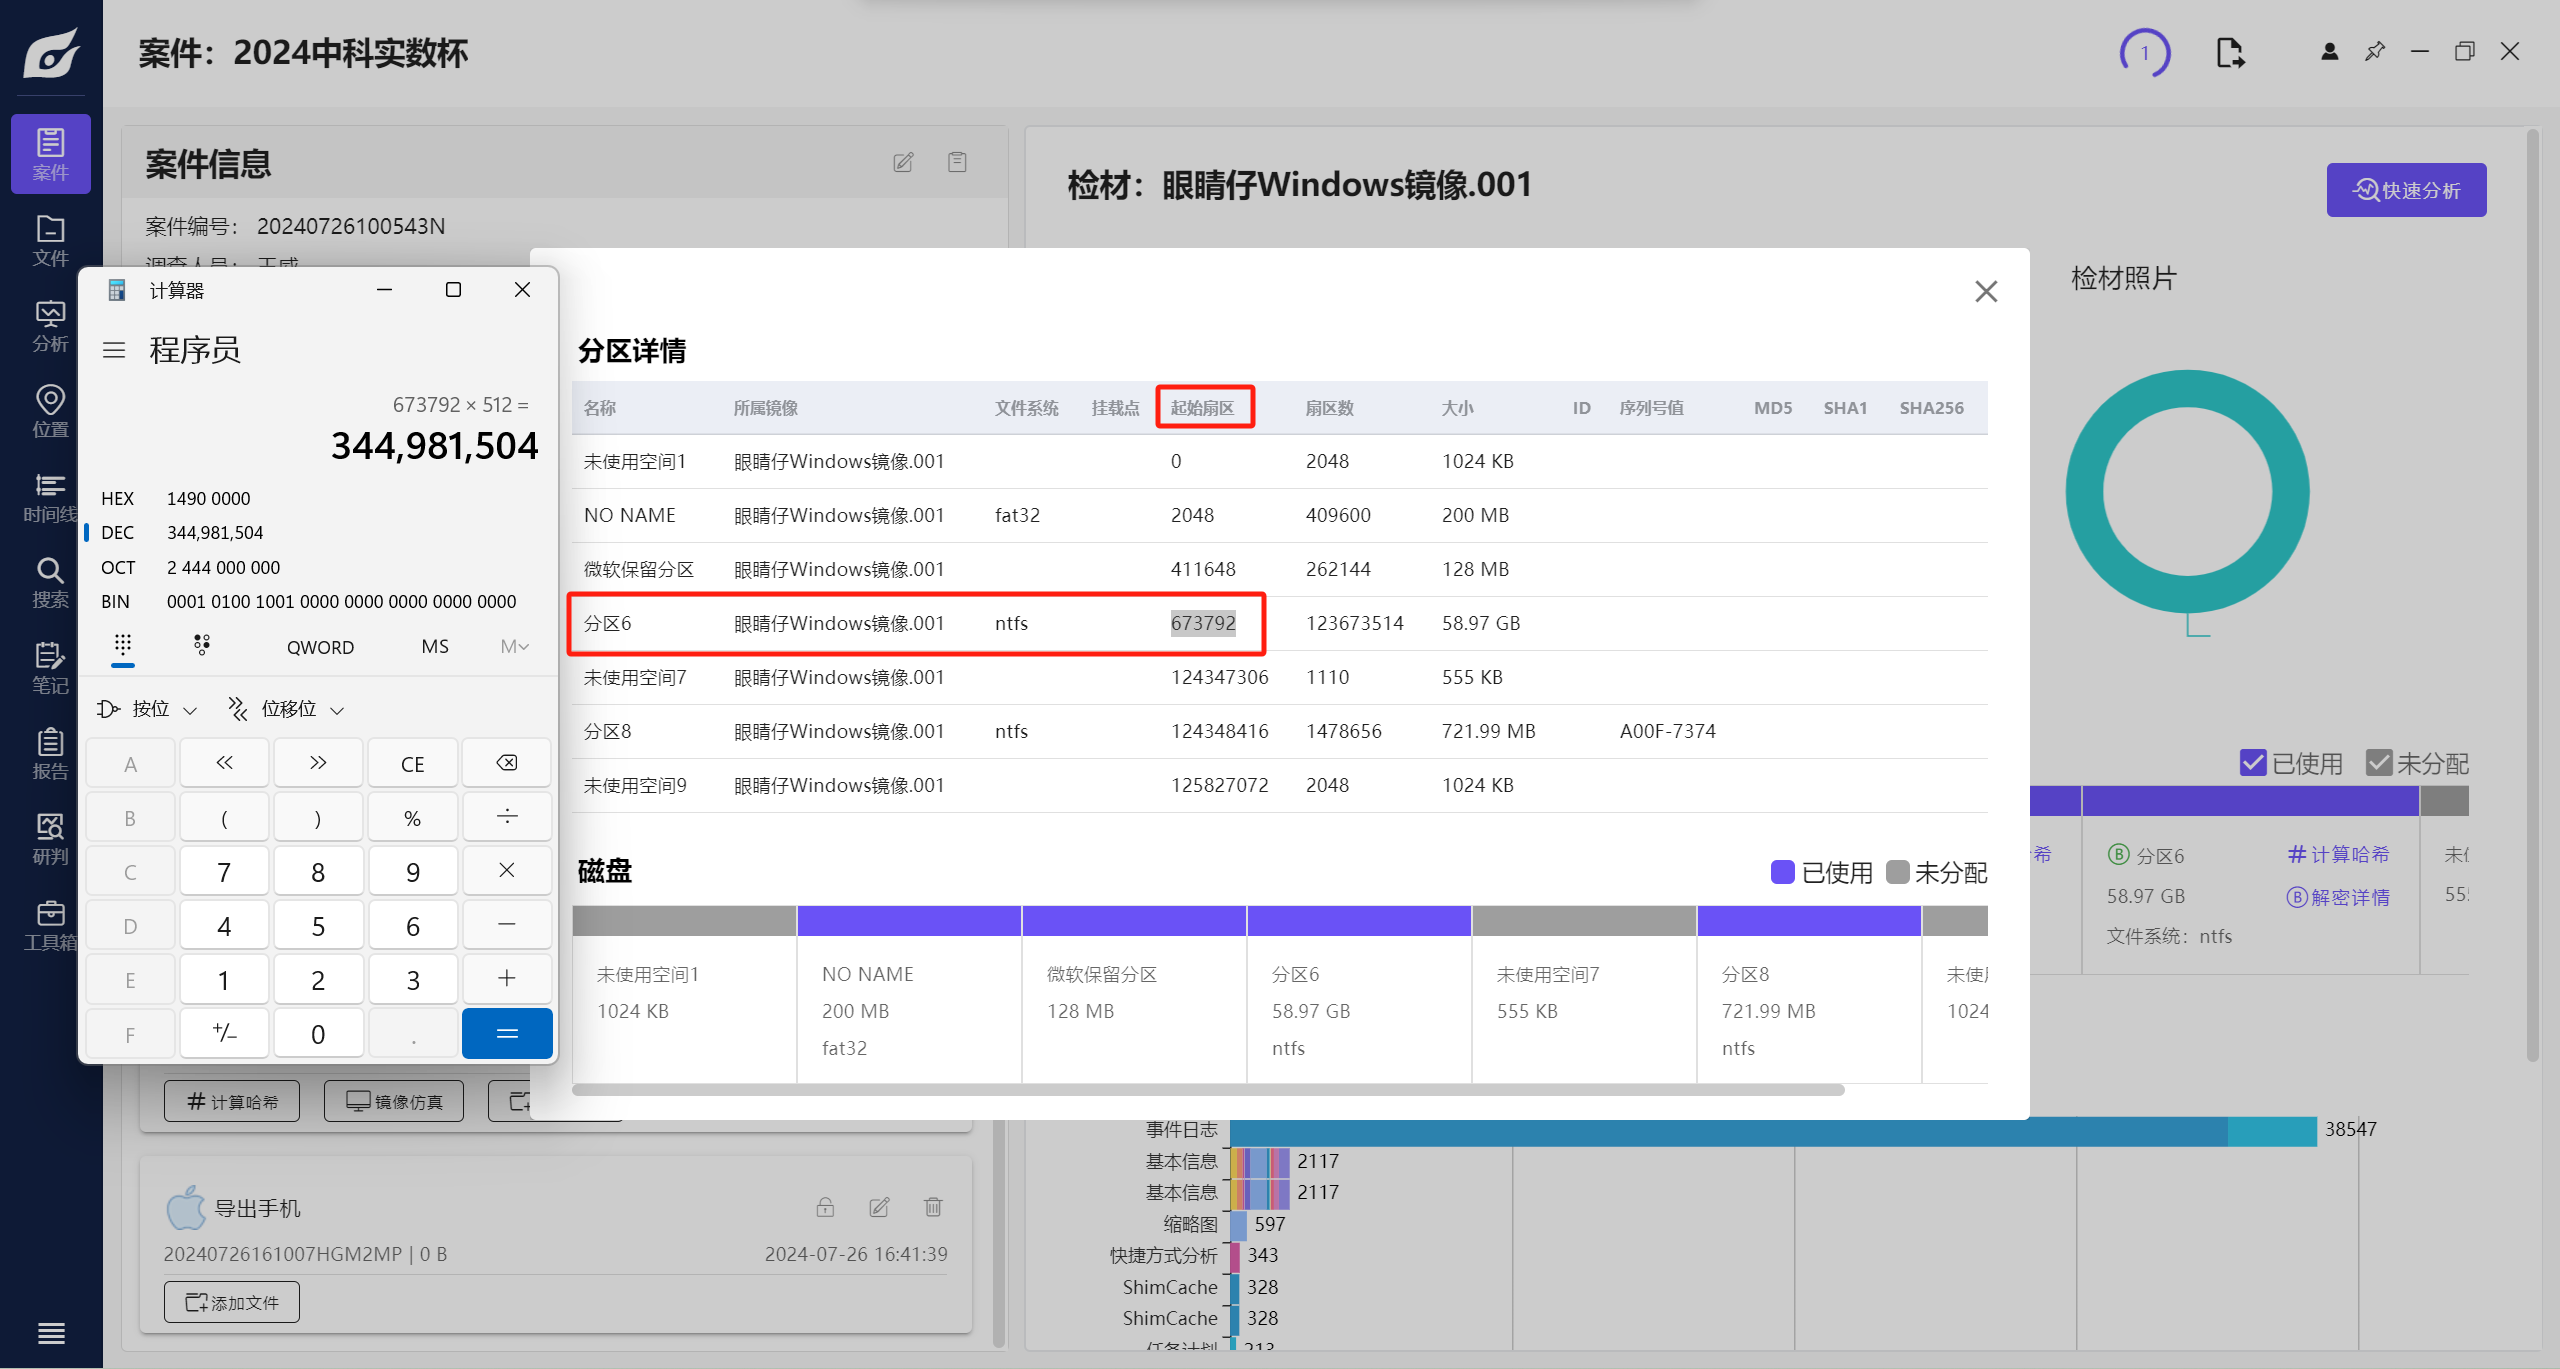 案件：2024中科实数杯
1
案件
文件
分析
位置
时间线
搜索
笔记
报告
研判
工具箱
案件信息
案件编号： 20240726100543N
检材：眼睛仔Windows镜像.001
快速分析
检材照片
计算器
程序员
673792 × 512 =
344,981,504
HEX 1490 0000
DEC 344,981,504
OCT 2 444 000 000
BIN 0001 0100 1001 0000 0000 0000 0000 0000
QWORD MS M
按位 位移位
A « » CE
B ( ) % ÷
C 7 8 9 ×
D 4 5 6 −
E 1 2 3 +
F +/− 0 . =
分区详情
名称 所属镜像 文件系统 挂载点 起始扇区 扇区数 大小 ID 序列号值 MD5 SHA1 SHA256
未使用空间1 眼睛仔Windows镜像.001 0 2048 1024 KB
NO NAME 眼睛仔Windows镜像.001 fat32 2048 409600 200 MB
微软保留分区 眼睛仔Windows镜像.001 411648 262144 128 MB
分区6 眼睛仔Windows镜像.001 ntfs 673792 123673514 58.97 GB
未使用空间7 眼睛仔Windows镜像.001 124347306 1110 555 KB
分区8 眼睛仔Windows镜像.001 ntfs 124348416 1478656 721.99 MB A00F-7374
未使用空间9 眼睛仔Windows镜像.001 125827072 2048 1024 KB
磁盘
已使用 未分配
未使用空间1
1024 KB
NO NAME
200 MB
fat32
微软保留分区
128 MB
分区6
58.97 GB
ntfs
未使用空间7
555 KB
分区8
721.99 MB
ntfs
未使
1024
已使用 未分配
希
B 分区6 #计算哈希
58.97 GB B解密详情
文件系统：ntfs
未
555
#计算哈希 镜像仿真
导出手机
20240726161007HGM2MP | 0 B 2024-07-26 16:41:39
添加文件
事件日志 38547
基本信息 2117
基本信息 2117
缩略图 597
快捷方式分析 343
ShimCache 328
ShimCache 328
任务计划 213